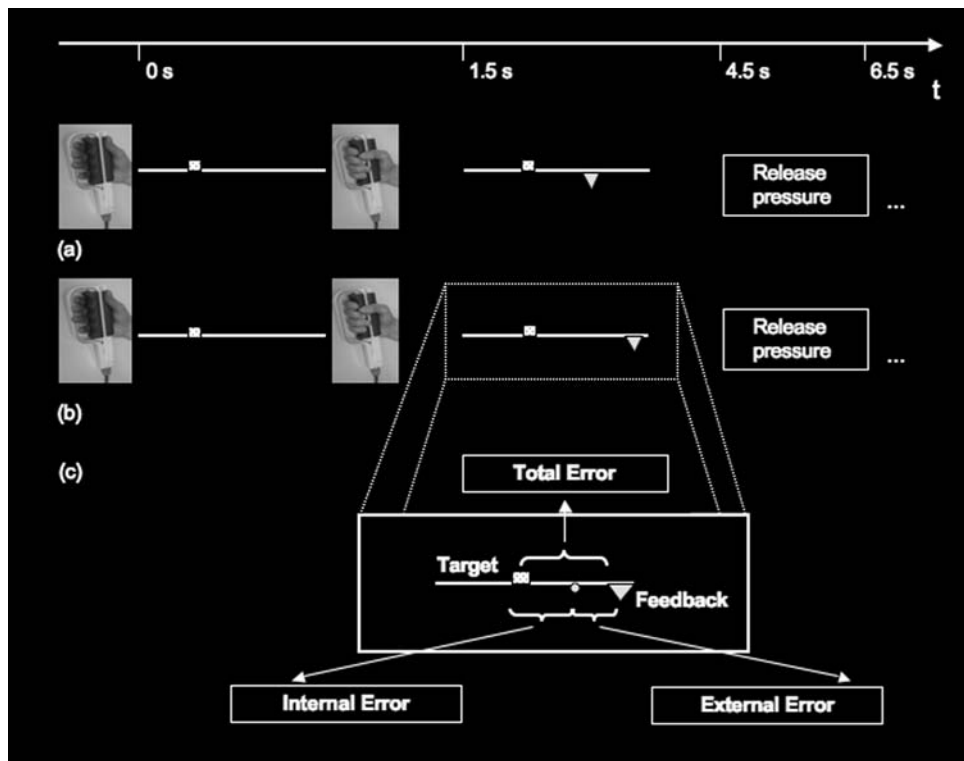 0 s
1.5 s
4.5 s
6.5 s
t
Release
pressure
...
(a)
Release
pressure
...
(b)
(c)
Total Error
Target
Feedback
Internal Error
External Error